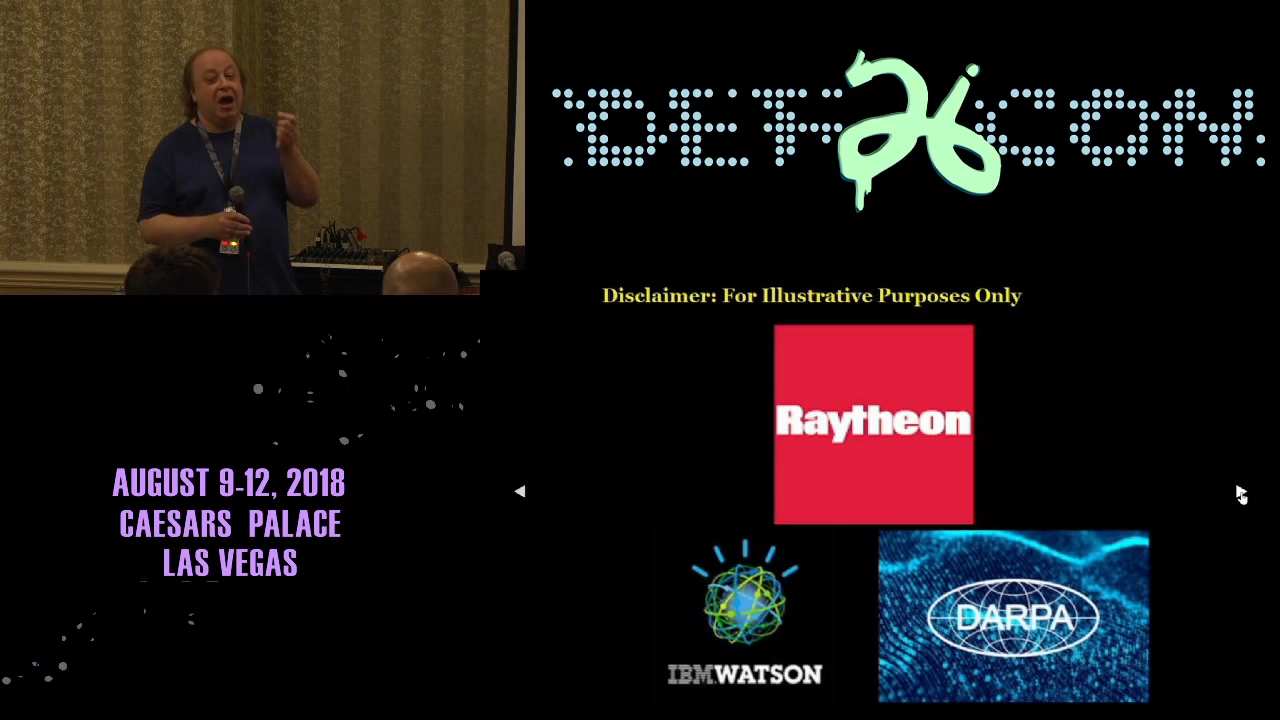 DEF 26 CON
Disclaimer: For Illustrative Purposes Only
Raytheon
AUGUST 9-12, 2018
CAESARS PALACE
LAS VEGAS
IBM WATSON
DARPA